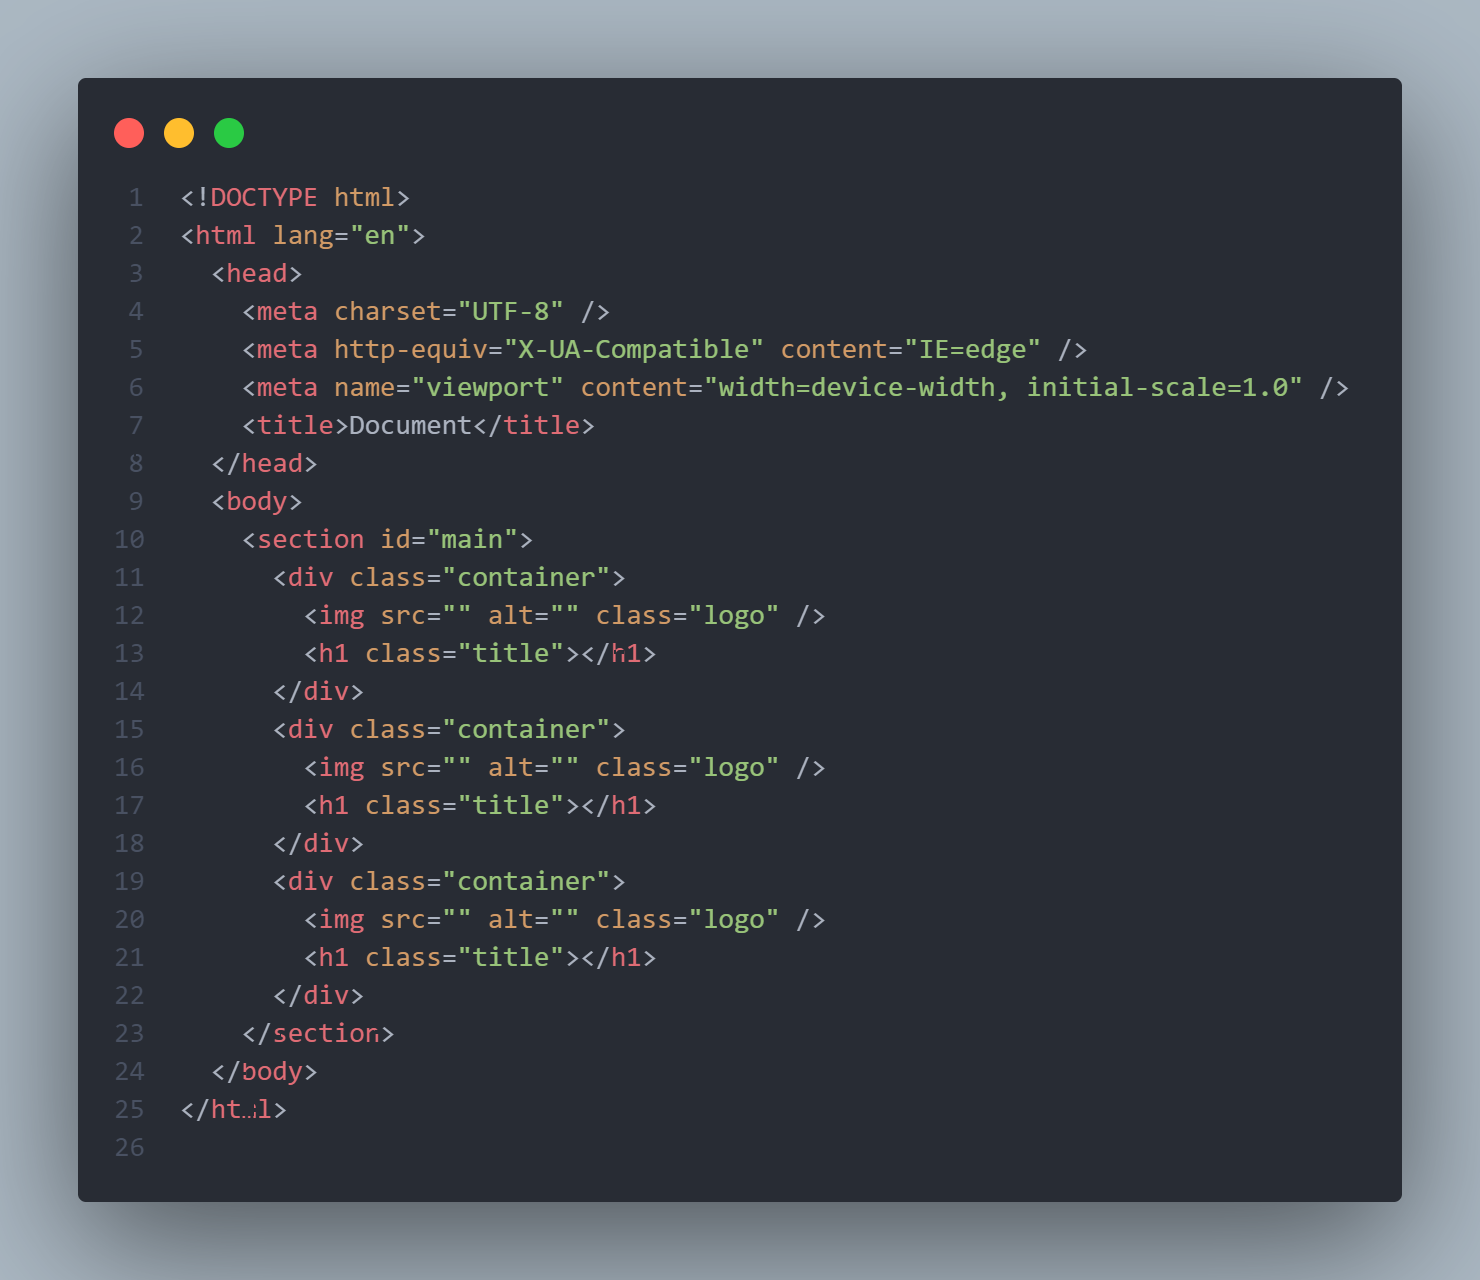 1 <!DOCTYPE html>
2 <html lang="en">
3   <head>
4     <meta charset="UTF-8" />
5     <meta http-equiv="X-UA-Compatible" content="IE=edge" />
6     <meta name="viewport" content="width=device-width, initial-scale=1.0" />
7     <title>Document</title>
8   </head>
9   <body>
10     <section id="main">
11       <div class="container">
12         <img src="" alt="" class="logo" />
13         <h1 class="title"></h1>
14       </div>
15       <div class="container">
16         <img src="" alt="" class="logo" />
17         <h1 class="title"></h1>
18       </div>
19       <div class="container">
20         <img src="" alt="" class="logo" />
21         <h1 class="title"></h1>
22       </div>
23     </section>
24   </body>
25 </html>
26